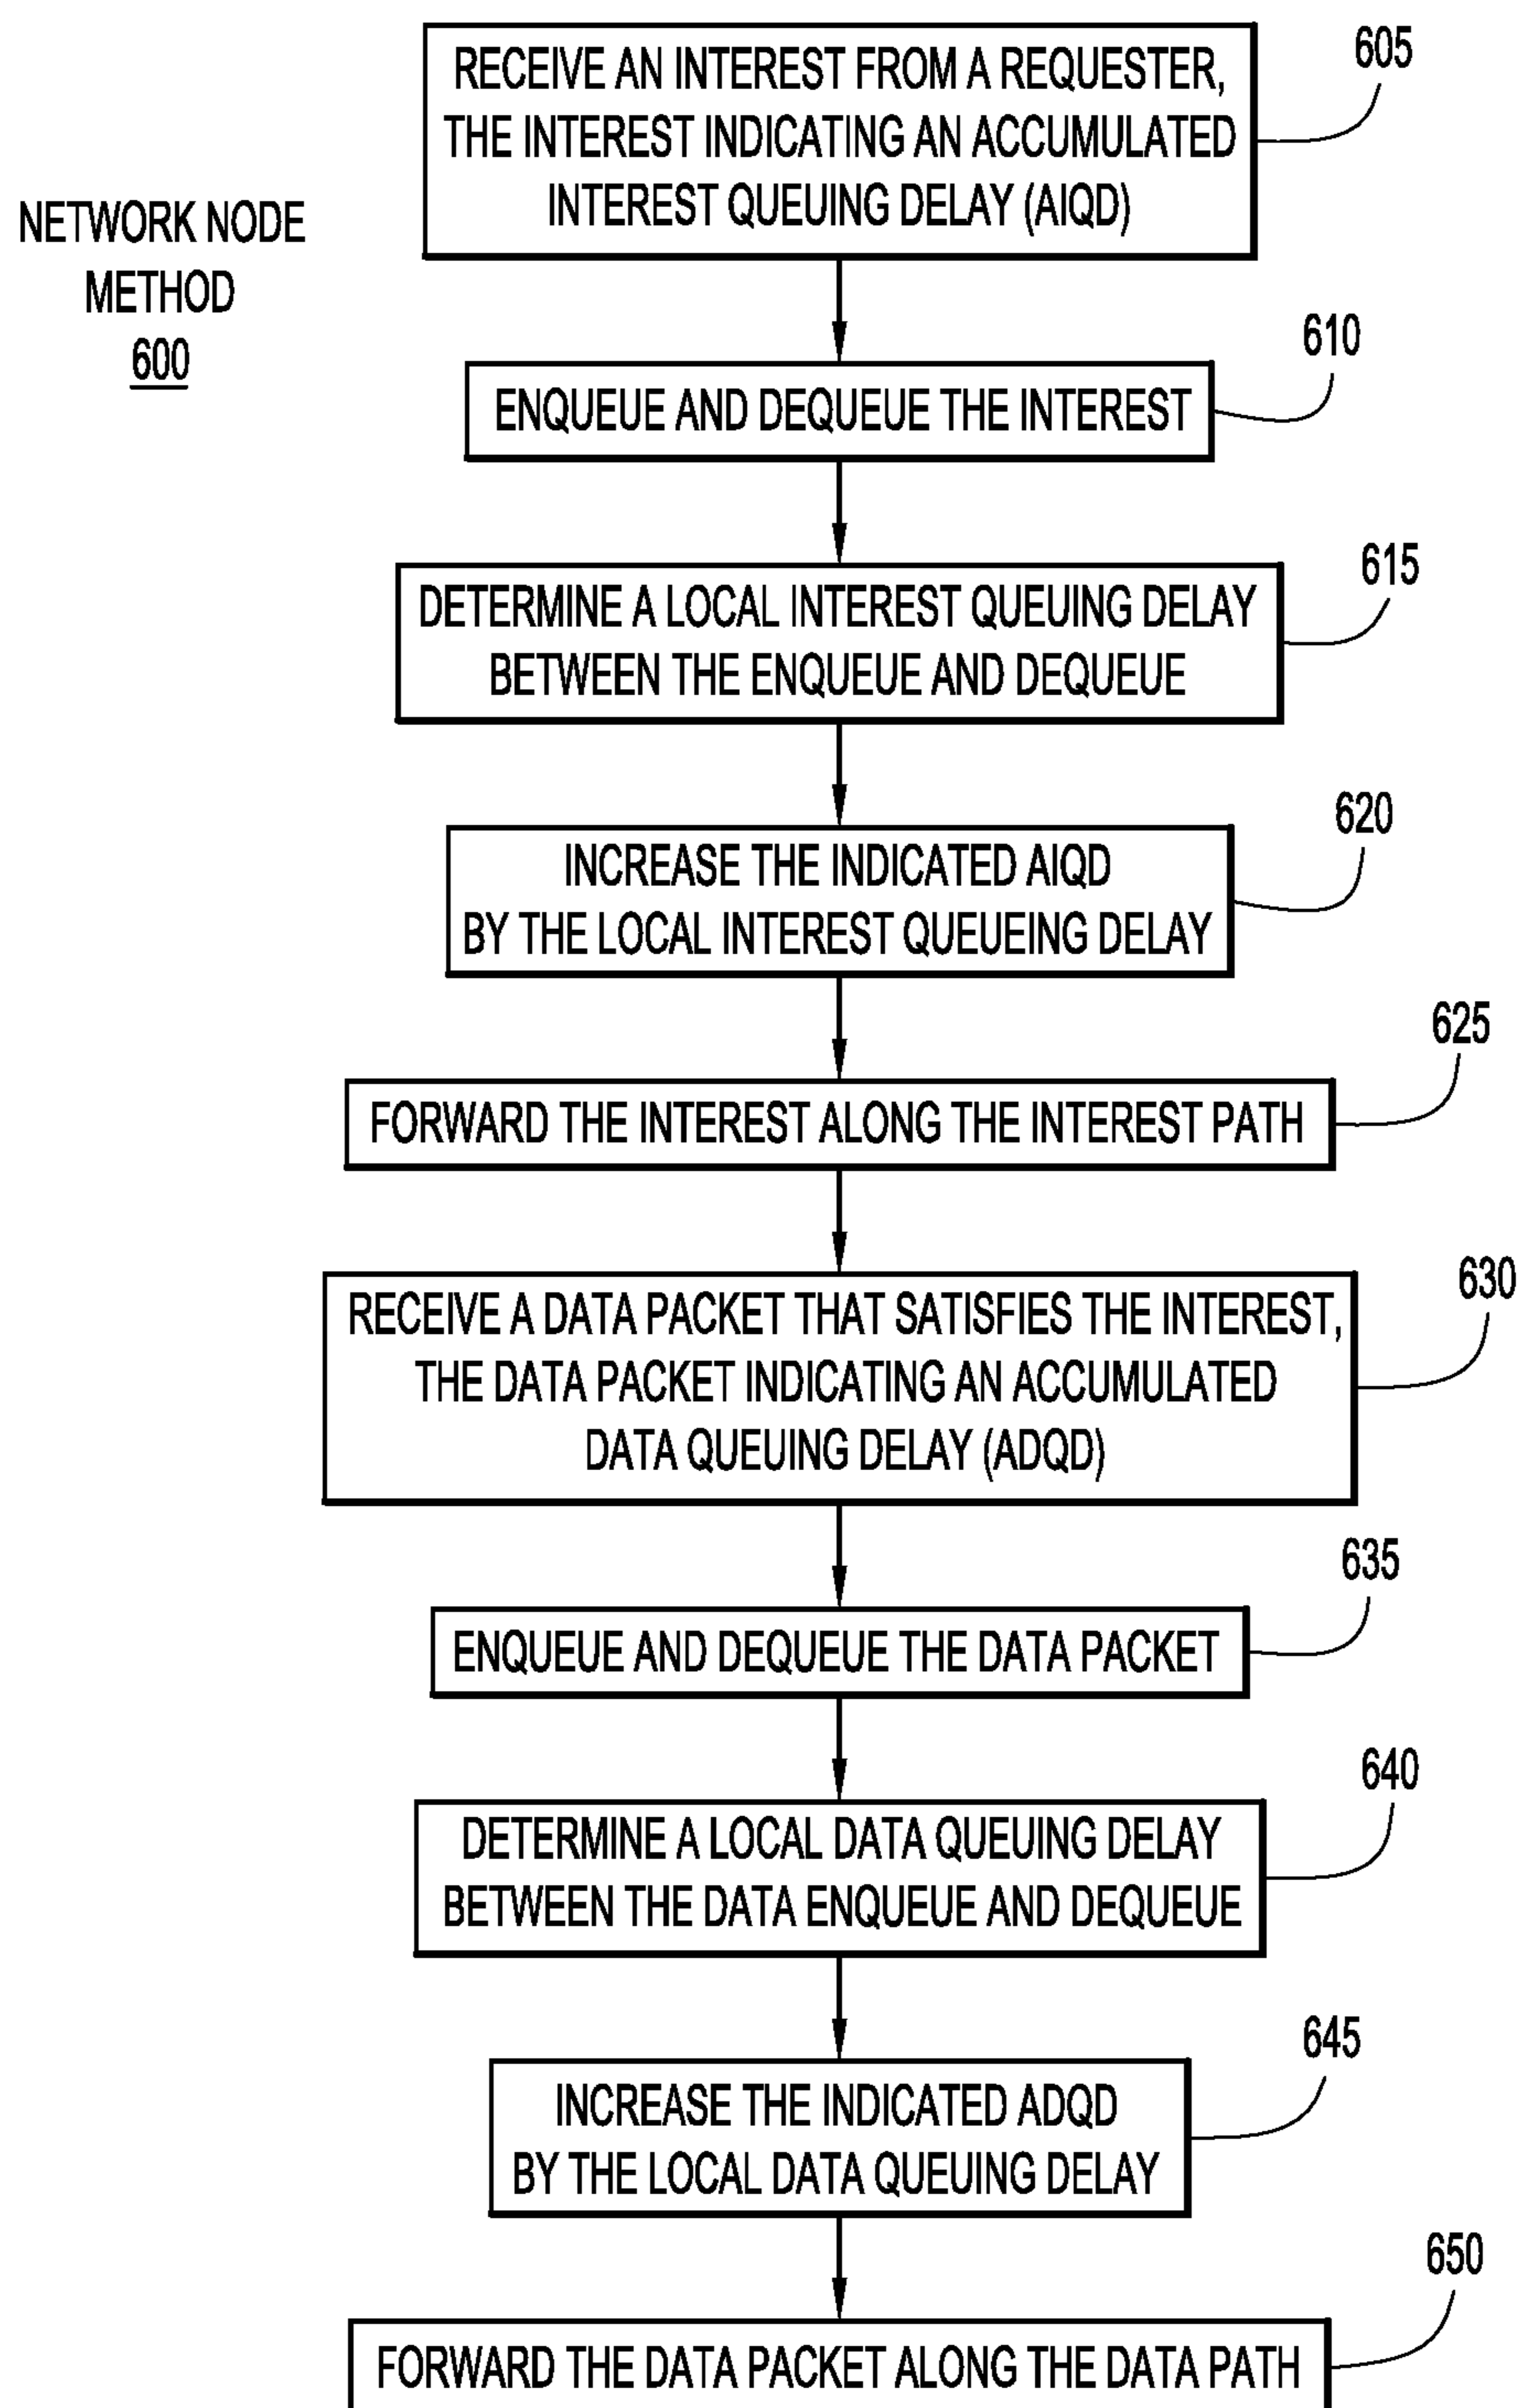 NETWORK NODE
METHOD
600
RECEIVE AN INTEREST FROM A REQUESTER,
THE INTEREST INDICATING AN ACCUMULATED
INTEREST QUEUING DELAY (AIQD)
605
ENQUEUE AND DEQUEUE THE INTEREST
610
DETERMINE A LOCAL INTEREST QUEUING DELAY
BETWEEN THE ENQUEUE AND DEQUEUE
615
INCREASE THE INDICATED AIQD
BY THE LOCAL INTEREST QUEUEING DELAY
620
FORWARD THE INTEREST ALONG THE INTEREST PATH
625
RECEIVE A DATA PACKET THAT SATISFIES THE INTEREST,
THE DATA PACKET INDICATING AN ACCUMULATED
DATA QUEUING DELAY (ADQD)
630
ENQUEUE AND DEQUEUE THE DATA PACKET
635
DETERMINE A LOCAL DATA QUEUING DELAY
BETWEEN THE DATA ENQUEUE AND DEQUEUE
640
INCREASE THE INDICATED ADQD
BY THE LOCAL DATA QUEUING DELAY
645
FORWARD THE DATA PACKET ALONG THE DATA PATH
650